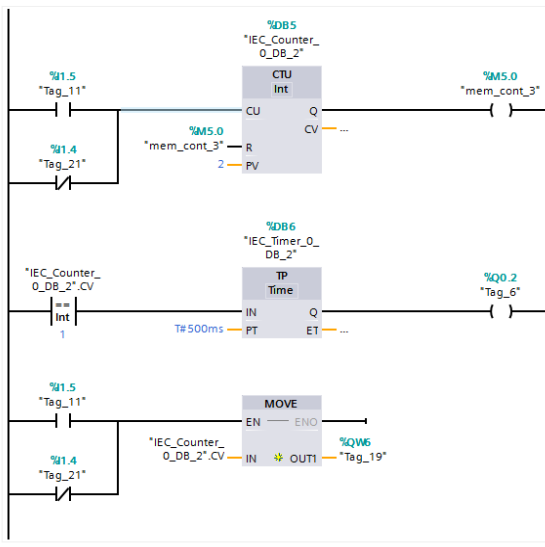 %DB5
"IEC_Counter_
0_DB_2"
CTU
Int
%I1.5
"Tag_11"
%M5.0
"mem_cont_3"
CU
Q
CV
...
%I1.4
"Tag_21"
%M5.0
"mem_cont_3"
R
2
PV
%DB6
"IEC_Timer_0_
DB_2"
TP
Time
"IEC_Counter_
0_DB_2".CV
==
Int
1
%Q0.2
"Tag_6"
IN
Q
T#500ms
PT
ET
...
%I1.5
"Tag_11"
MOVE
EN
ENO
%I1.4
"Tag_21"
"IEC_Counter_
0_DB_2".CV
IN
OUT1
%QW6
"Tag_19"